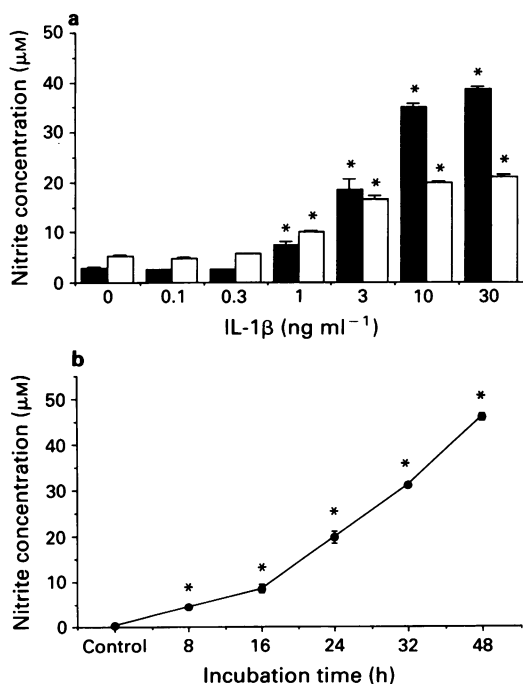 a
Nitrite concentration (μM)
50
40
30
20
10
0
* * * * * * * *
0 0.1 0.3 1 3 10 30
IL-1β (ng ml⁻¹)
b
Nitrite concentration (μM)
50
40
30
20
10
0
* * * * *
Control 8 16 24 32 48
Incubation time (h)